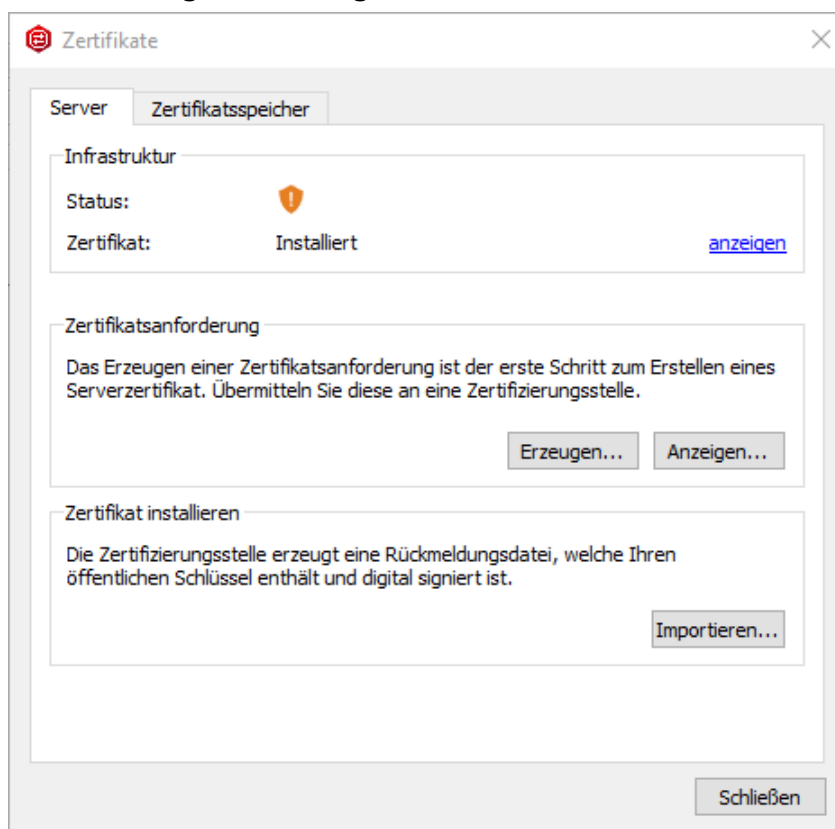 Zertifikate
Server Zertifikatsspeicher
Infrastruktur
Status:
Zertifikat: Installiert anzeigen
Zertifikatsanforderung
Das Erzeugen einer Zertifikatsanforderung ist der erste Schritt zum Erstellen eines
Serverzertifikat. Übermitteln Sie diese an eine Zertifizierungsstelle.
Erzeugen... Anzeigen...
Zertifikat installieren
Die Zertifizierungsstelle erzeugt eine Rückmeldungsdatei, welche Ihren
öffentlichen Schlüssel enthält und digital signiert ist.
Importieren...
Schließen